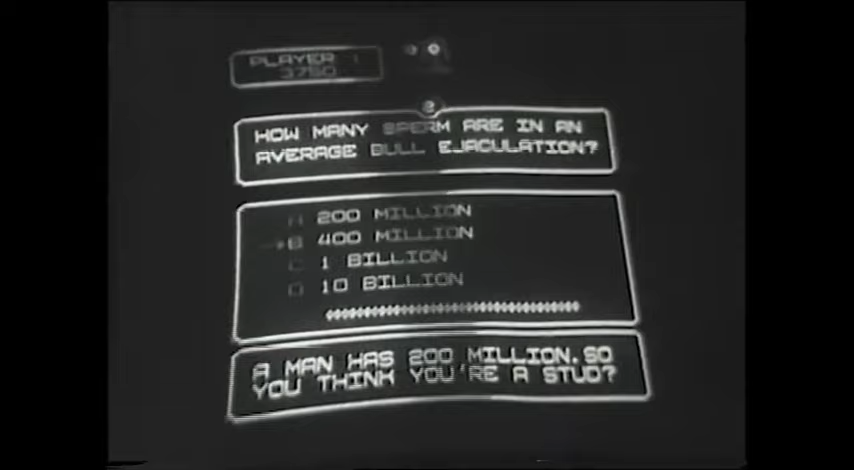 PLAYER 1
3750
HOW MANY SPERM ARE IN AN
AVERAGE BULL EJACULATION?
A 200 MILLION
B 400 MILLION
C 1 BILLION
D 10 BILLION
A MAN HAS 200 MILLION. SO
YOU THINK YOU'RE A STUD?